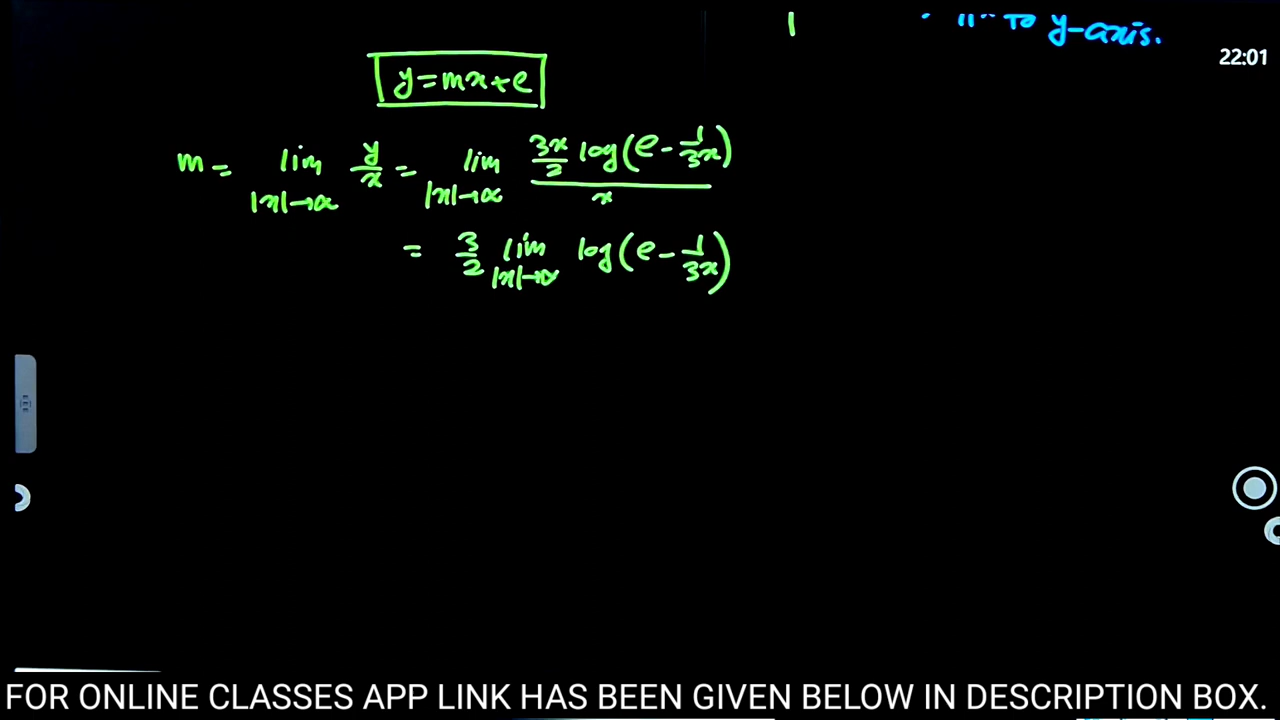 " To y-axis.
22:01
y=mx+c
m = lim |x|→∝ y/x = lim |x|→∝ 3x/2 log(e - 1/3x) / x
= 3/2 lim |x|→∝ log(e - 1/3x)
FOR ONLINE CLASSES APP LINK HAS BEEN GIVEN BELOW IN DESCRIPTION BOX.